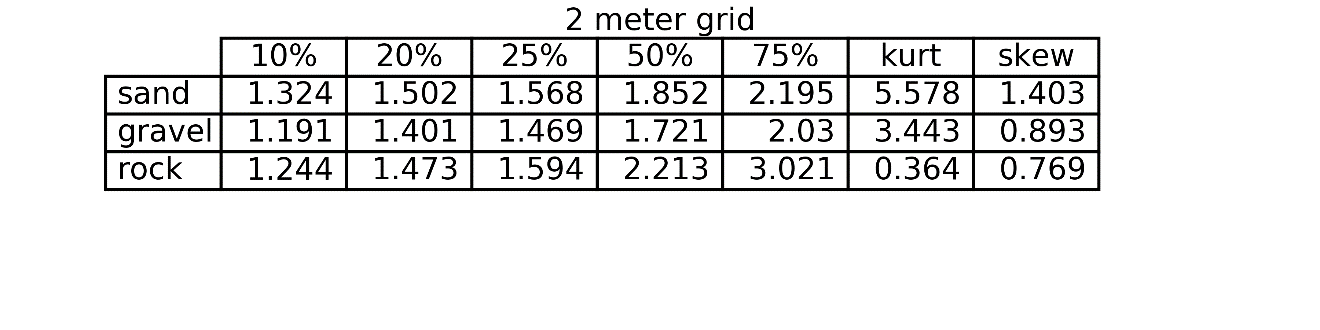 2 meter grid
10% 20% 25% 50% 75% kurt skew
sand 1.324 1.502 1.568 1.852 2.195 5.578 1.403
gravel 1.191 1.401 1.469 1.721 2.03 3.443 0.893
rock 1.244 1.473 1.594 2.213 3.021 0.364 0.769